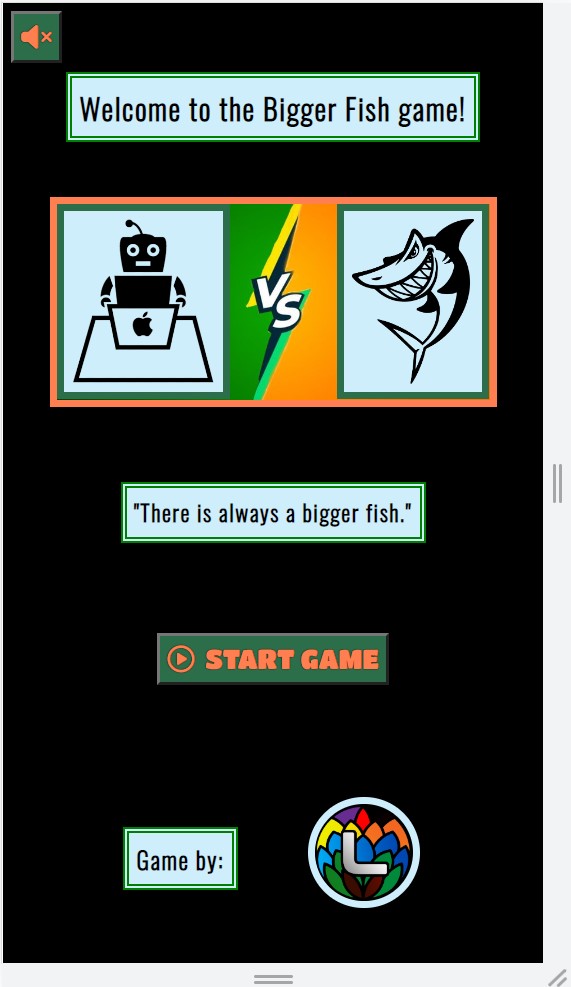 Welcome to the Bigger Fish game!
VS
"There is always a bigger fish."
START GAME
Game by:
L